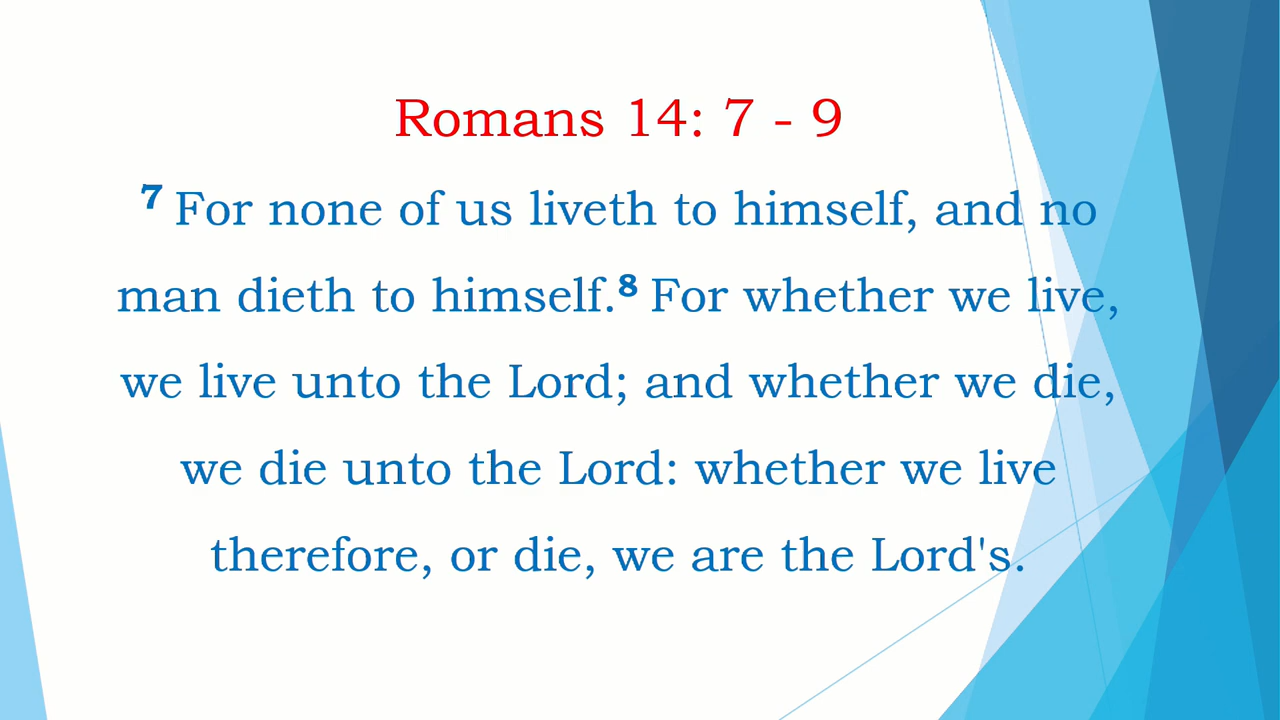 Romans 14: 7 - 9
7 For none of us liveth to himself, and no
man dieth to himself.8 For whether we live,
we live unto the Lord; and whether we die,
we die unto the Lord: whether we live
therefore, or die, we are the Lord's.